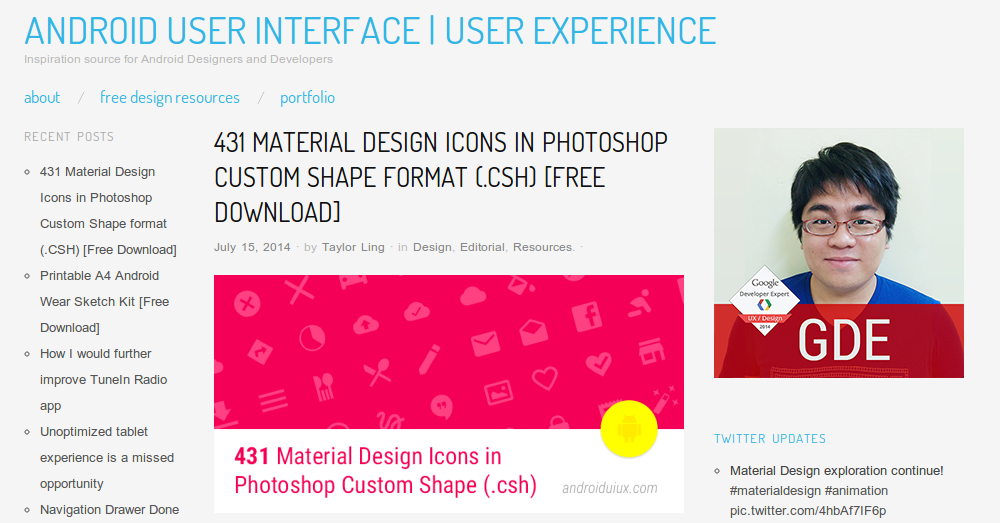 ANDROID USER INTERFACE | USER EXPERIENCE
Inspiration source for Android Designers and Developers
about / free design resources / portfolio
RECENT POSTS
431 Material Design
Icons in Photoshop
Custom Shape format
(.CSH) [Free Download]
Printable A4 Android
Wear Sketch Kit [Free
Download]
How I would further
improve TuneIn Radio
app
Unoptimized tablet
experience is a missed
opportunity
Navigation Drawer Done
431 MATERIAL DESIGN ICONS IN PHOTOSHOP
CUSTOM SHAPE FORMAT (.CSH) [FREE
DOWNLOAD]
July 15, 2014 · by Taylor Ling · in Design, Editorial, Resources. ·
431 Material Design Icons in
Photoshop Custom Shape (.csh)
androiduiux.com
Google
Developer Expert
UX / Design
2014
GDE
TWITTER UPDATES
Material Design exploration continue!
#materialdesign #animation
pic.twitter.com/4hbAf7IF6p